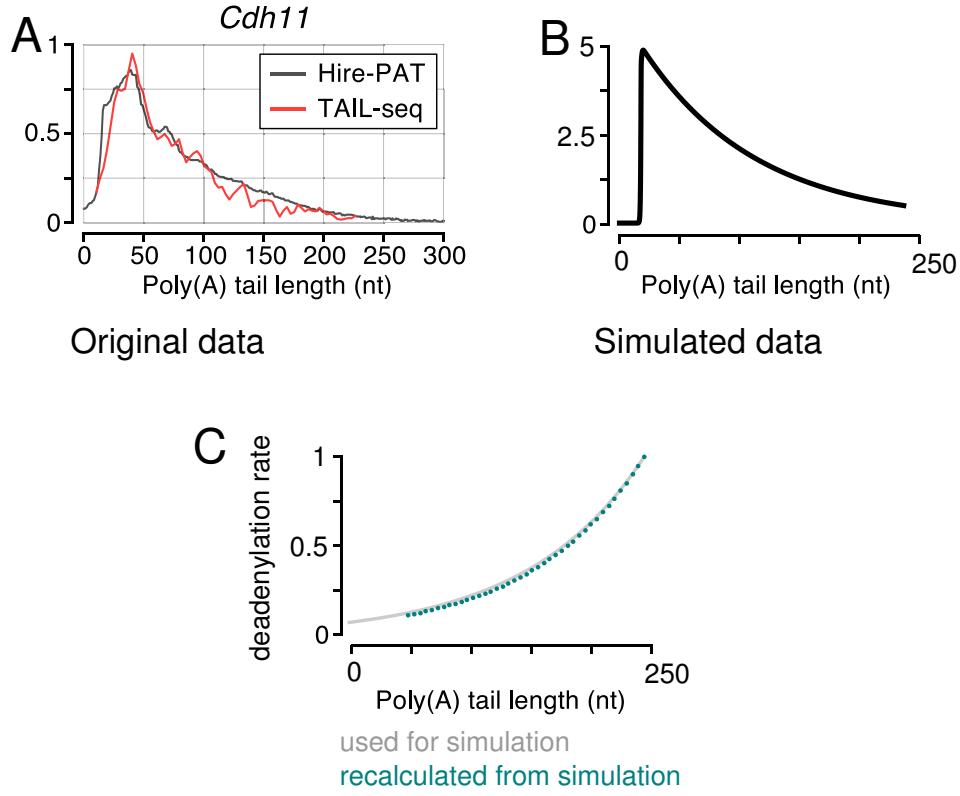 A
Cdh11
1
0.5
0
Hire-PAT
TAIL-seq
0 50 100 150 200 250 300
Poly(A) tail length (nt)
Original data
B
5
2.5
0
0 250
Poly(A) tail length (nt)
Simulated data
C
deadenylation rate
1
0.5
0
0 250
Poly(A) tail length (nt)
used for simulation
recalculated from simulation